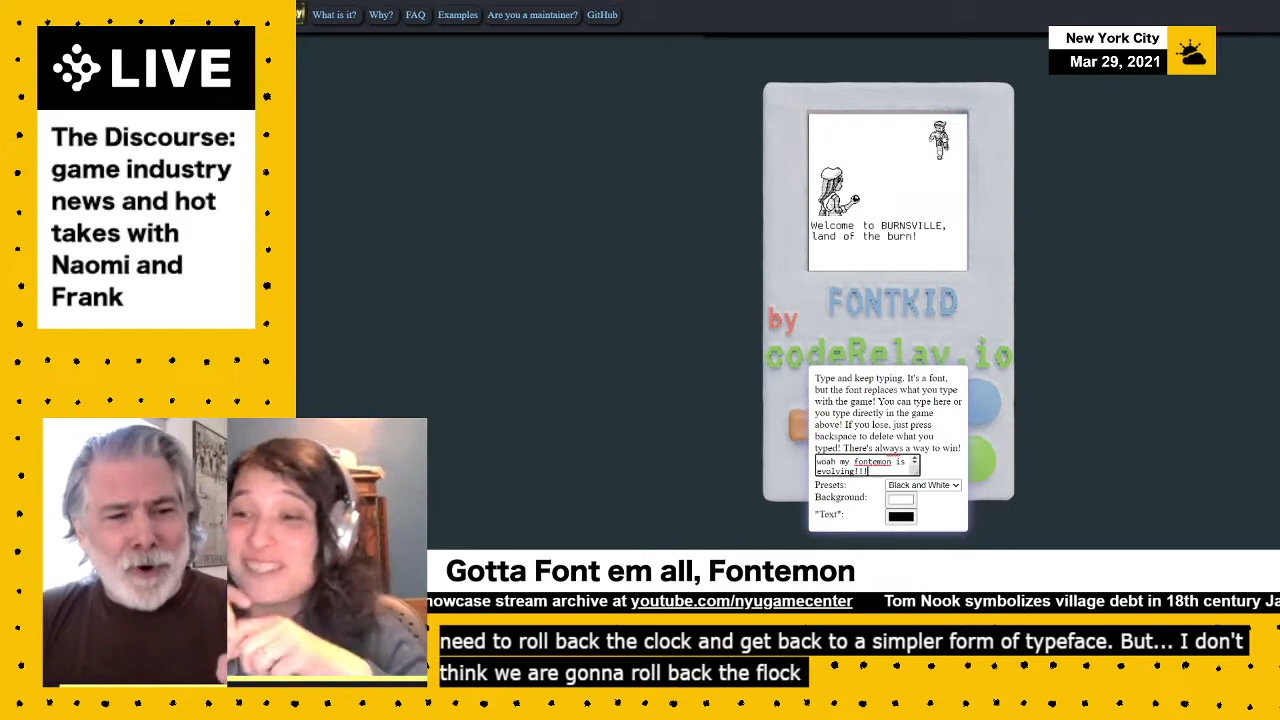 What is it?
Why?
FAQ
Examples
Are you a maintainer?
GitHub
New York City
Mar 29, 2021
LIVE
The Discourse:
game industry
news and hot
takes with
Naomi and
Frank
Welcome to BURNSVILLE,
land of the burn!
FONTKID
by
codeRelay.io
Type and keep typing. It's a font,
but the font replaces what you type
with the game! You can type here or
you type directly in the game
above! If you lose, just press
backspace to delete what you
typed! There's always a way to win!
woah my fontemon is
evolving!!!
Presets:
Black and White
Background:
*Text*:
Gotta Font em all, Fontemon
howcase stream archive at youtube.com/nyugamecenter
Tom Nook symbolizes village debt in 18th century Ja
need to roll back the clock and get back to a simpler form of typeface. But... I don't
think we are gonna roll back the flock